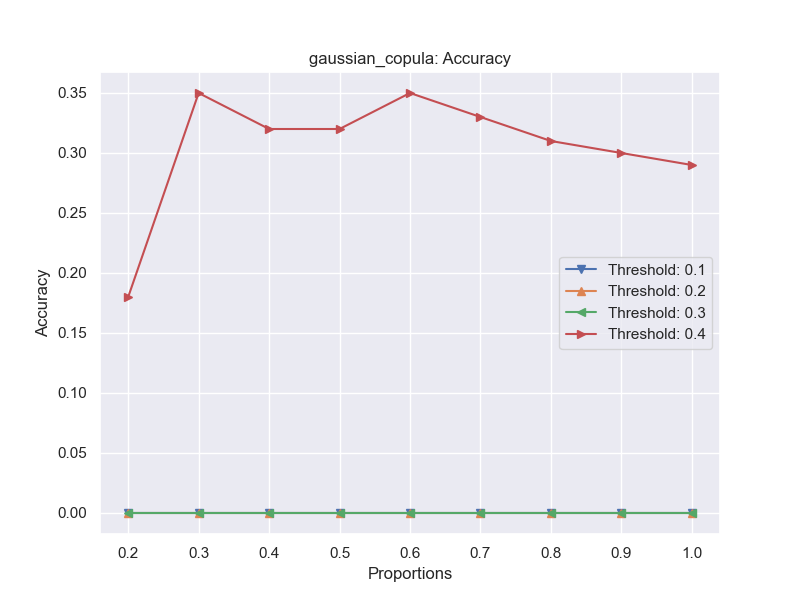 gaussian_copula: Accuracy
Accuracy
0.35
0.30
0.25
0.20
0.15
0.10
0.05
0.00
Threshold: 0.1
Threshold: 0.2
Threshold: 0.3
Threshold: 0.4
0.2 0.3 0.4 0.5 0.6 0.7 0.8 0.9 1.0
Proportions